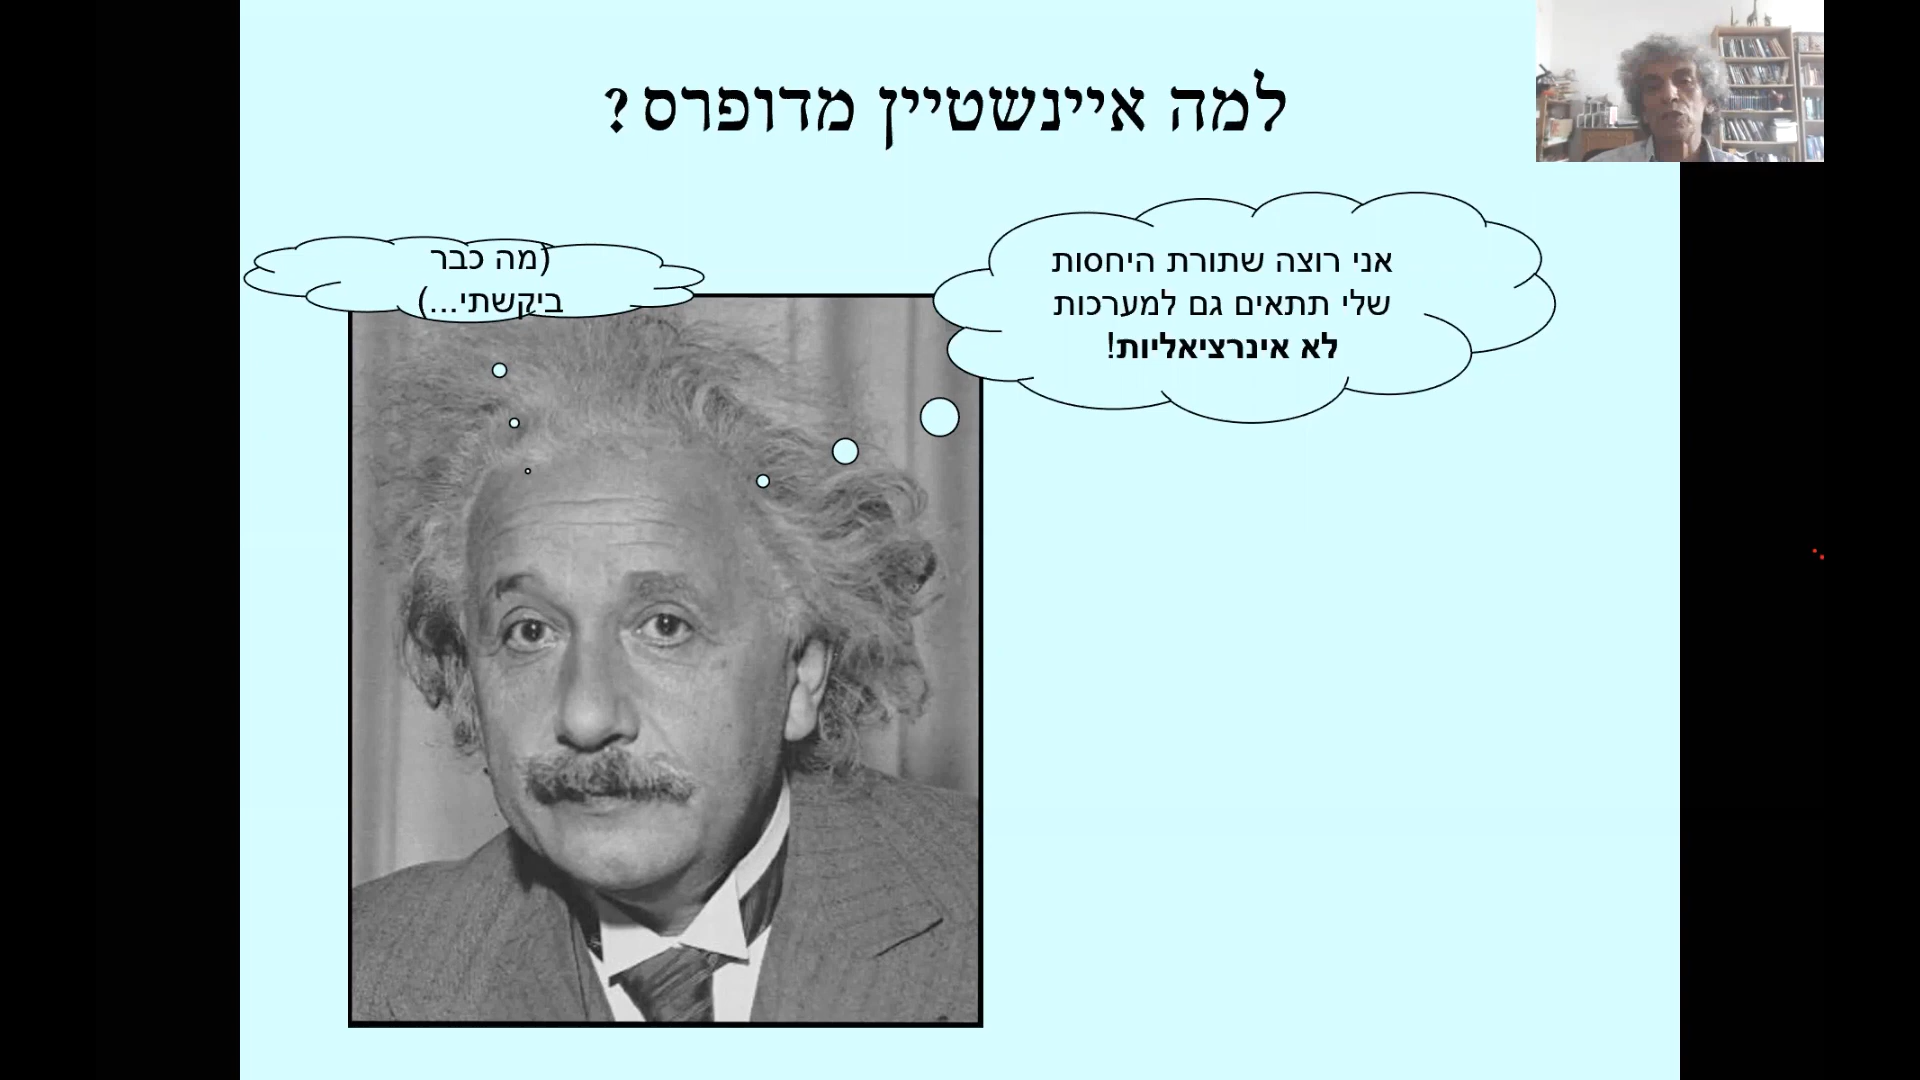 למה איינשטיין מדופרס?
אני רוצה שתורת היחסות
שלי תתאים גם למערכות
לא אינרציאליות!
(מה כבר
ביקשתי...)